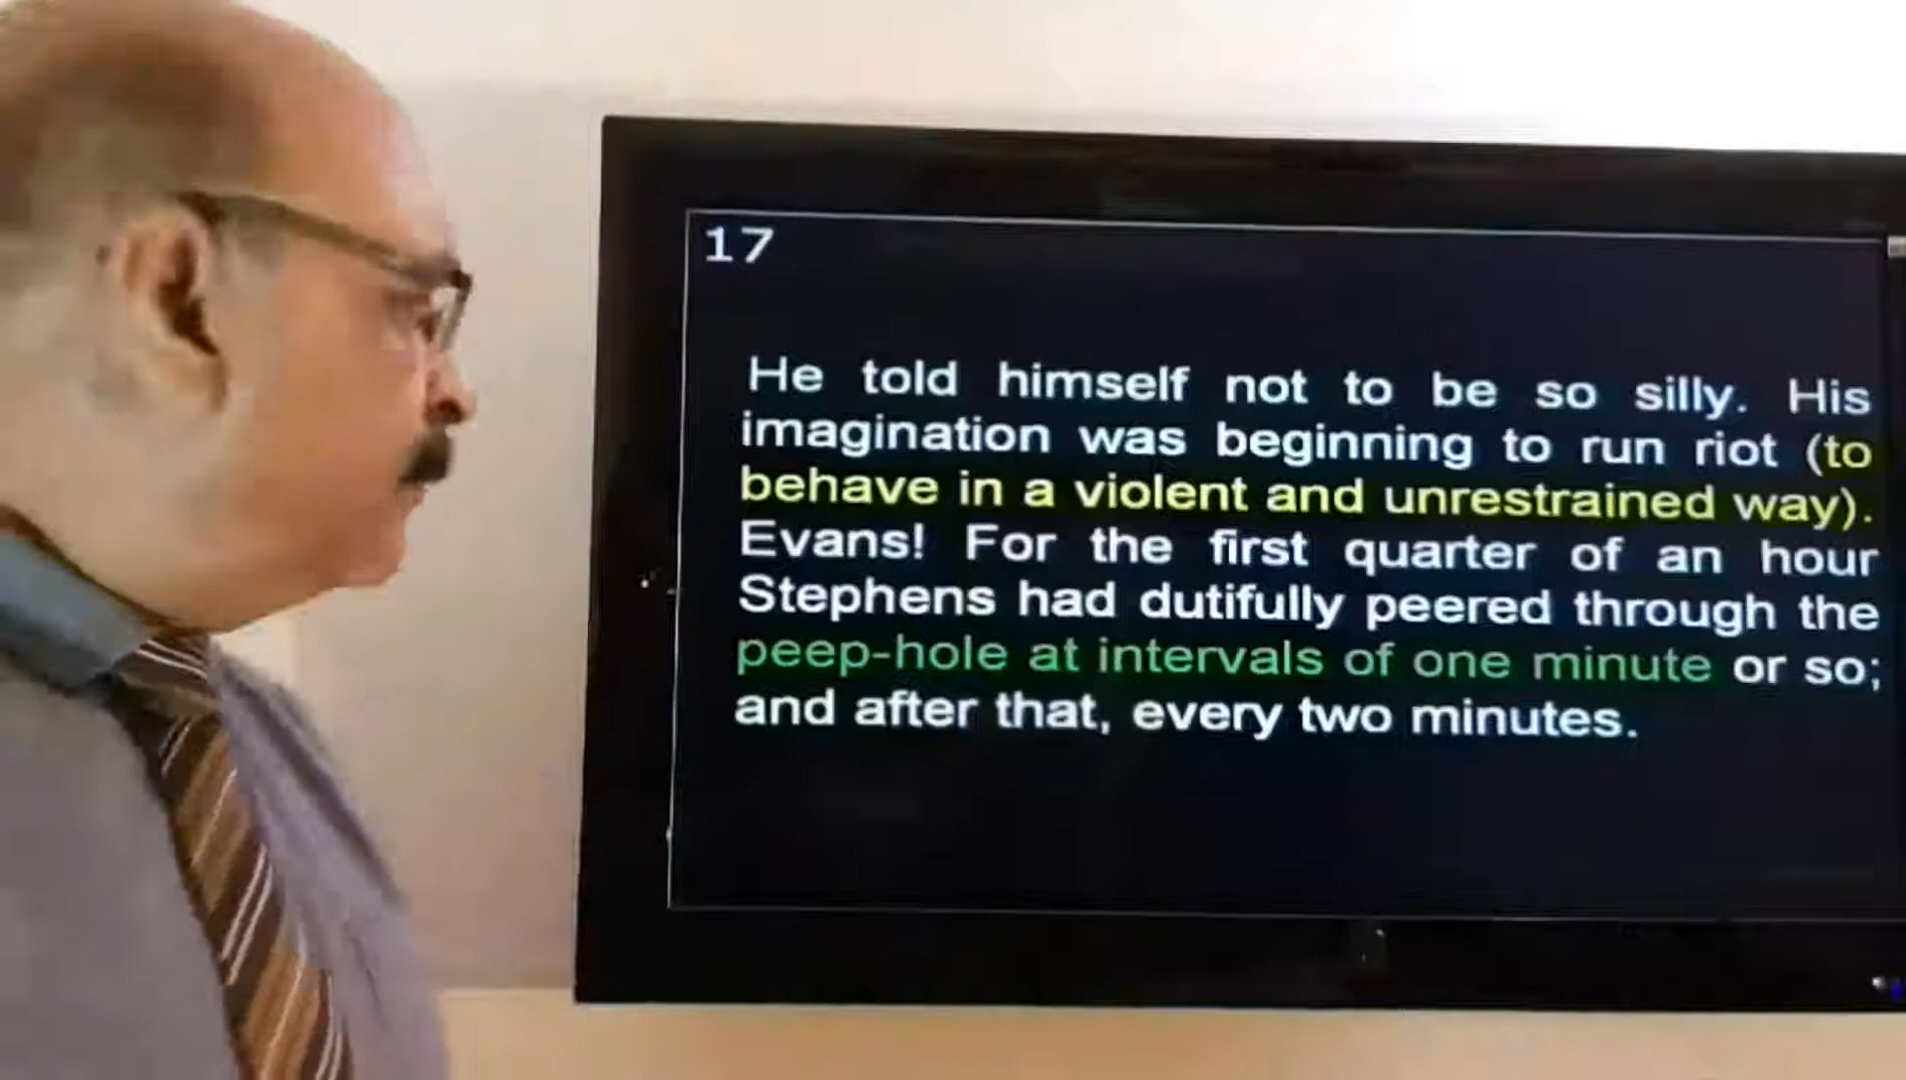 17
He told himself not to be so silly. His
imagination was beginning to run riot (to
behave in a violent and unrestrained way).
Evans! For the first quarter of an hour
Stephens had dutifully peered through the
peep-hole at intervals of one minute or so;
and after that, every two minutes.